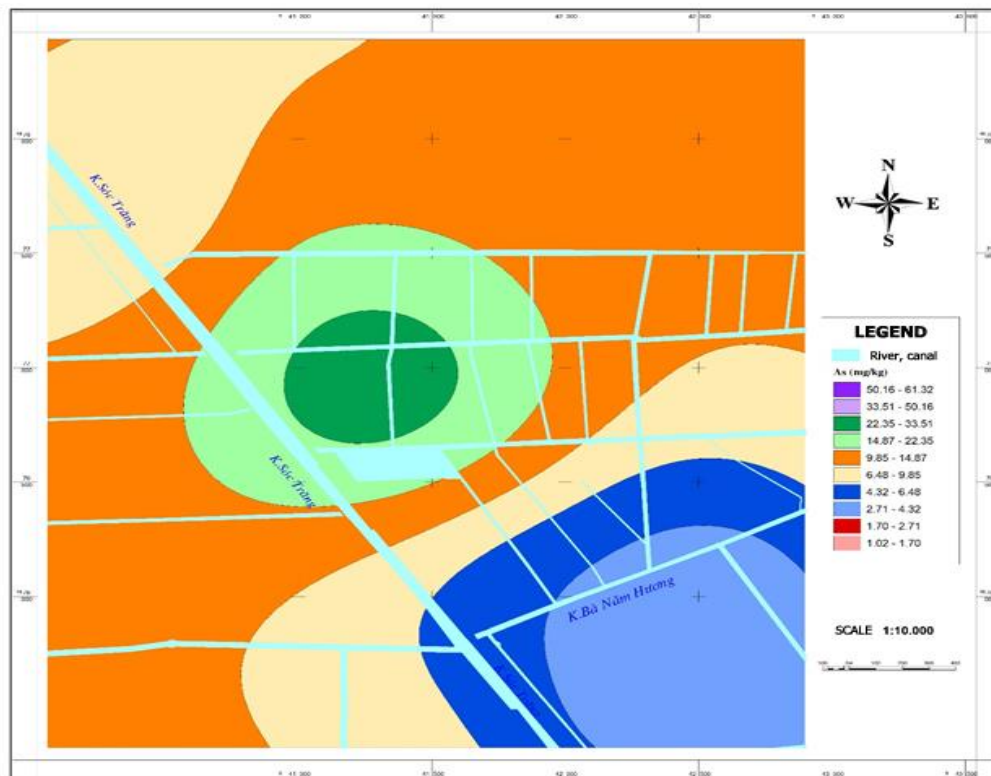 K.Sóc Trăng
N
W
E
S
K.Sóc Trăng
K.Bà Năm Hương
LEGEND
River, canal
As (mg/kg)
50.16 - 61.32
33.51 - 50.16
22.35 - 33.51
14.87 - 22.35
9.85 - 14.87
6.48 - 9.85
4.32 - 6.48
2.71 - 4.32
1.70 - 2.71
1.02 - 1.70
SCALE 1:10.000